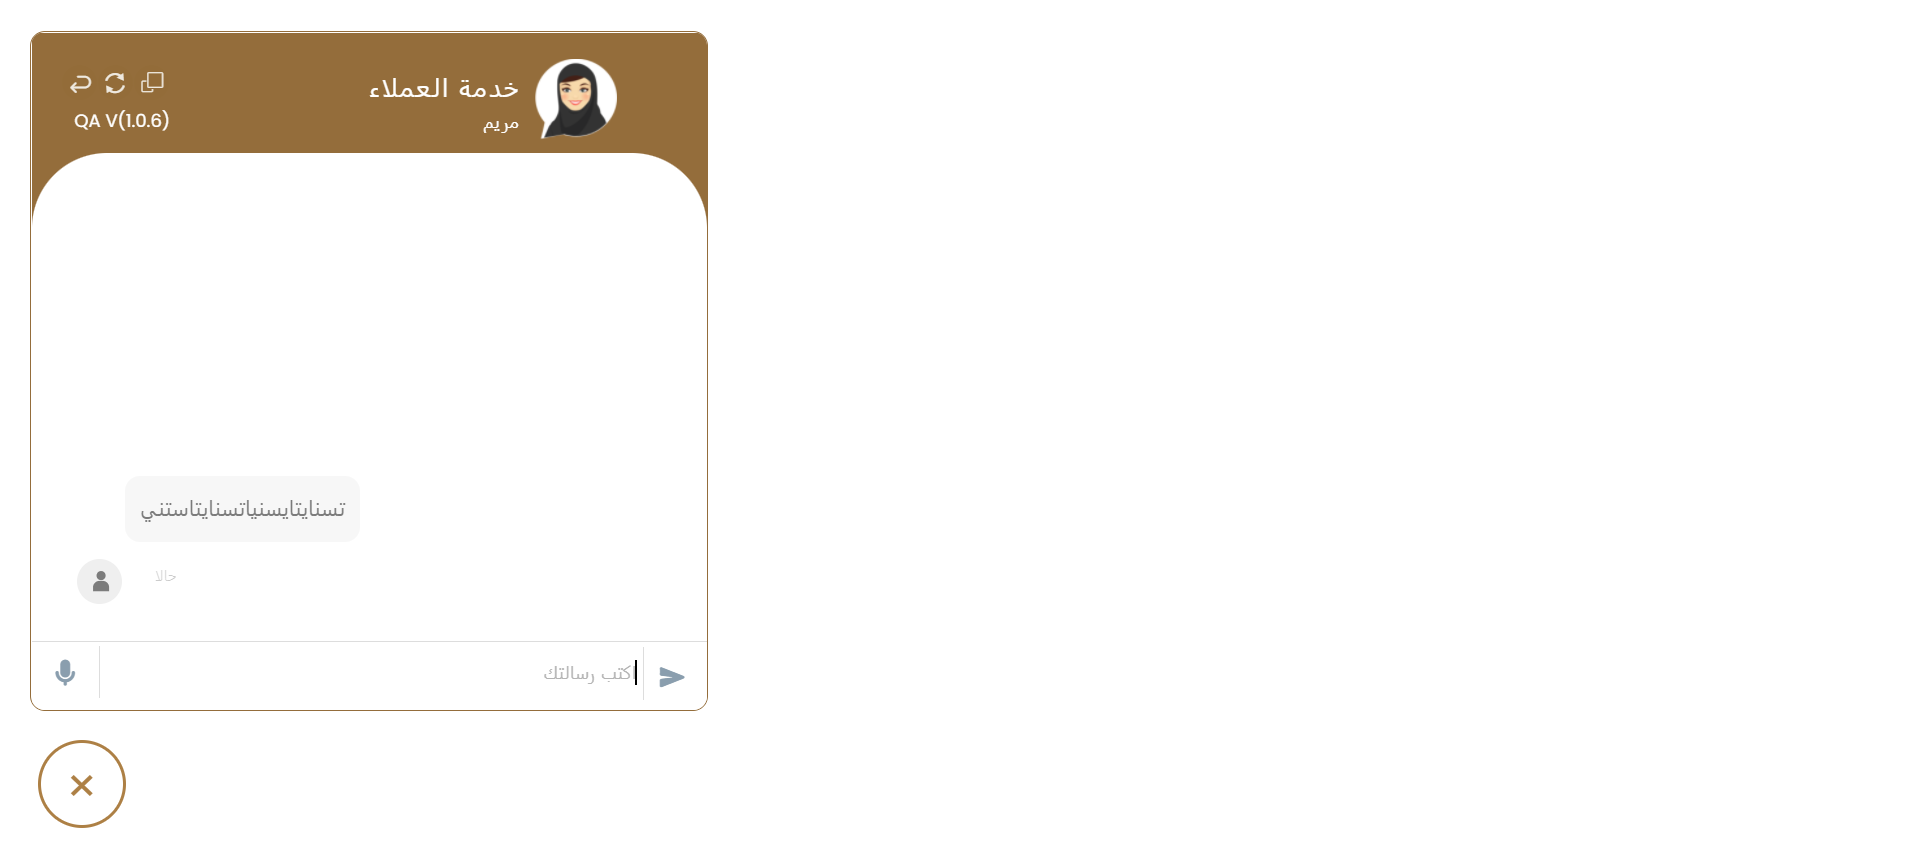 خدمة العملاء
مريم
QA V(1.0.6)
تسنايتايسنياتسنايتاستني
حالا
اكتب رسالتك